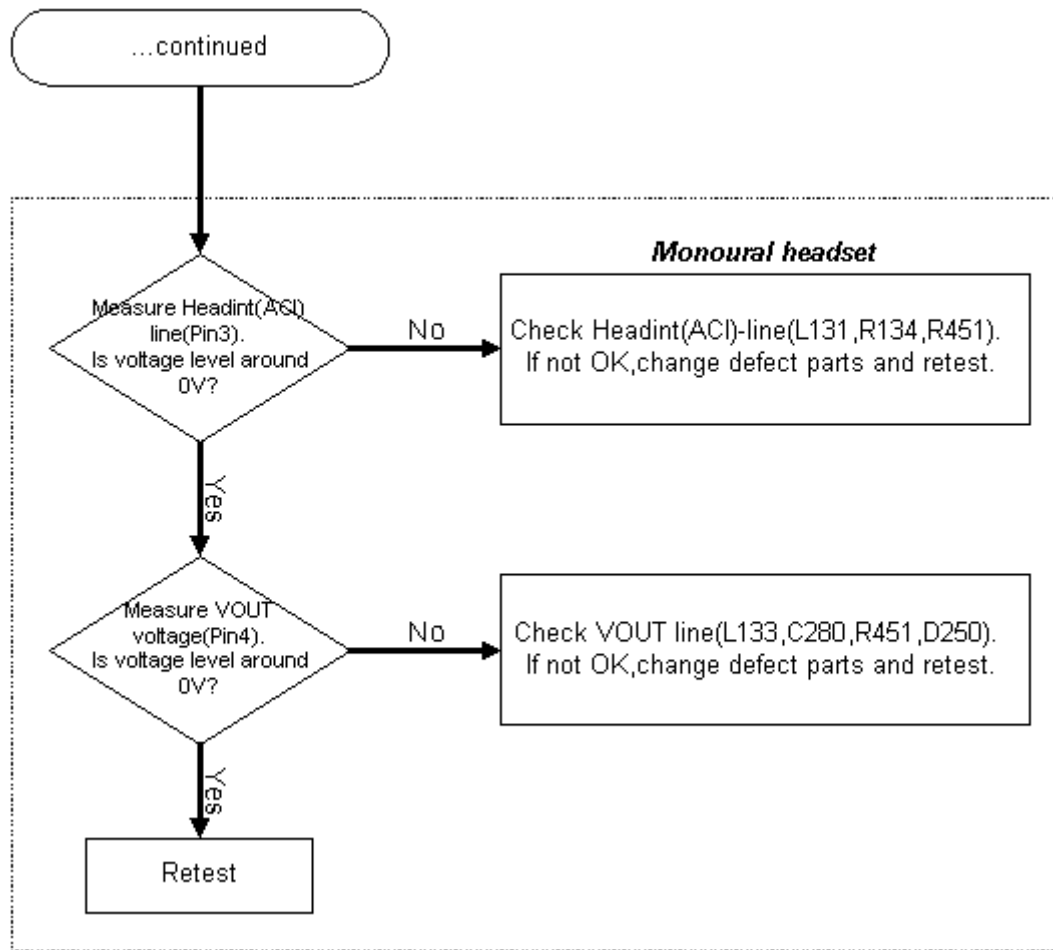 ...continued
Monoural headset
Measure Headint(ACI)
line(Pin3).
Is voltage level around
0V?
No
Check Headint(ACI)-line(L131,R134,R451).
If not OK,change defect parts and retest.
Yes
Measure VOUT
voltage(Pin4).
Is voltage level around
0V?
No
Check VOUT line(L133,C280,R451,D250).
If not OK,change defect parts and retest.
Yes
Retest